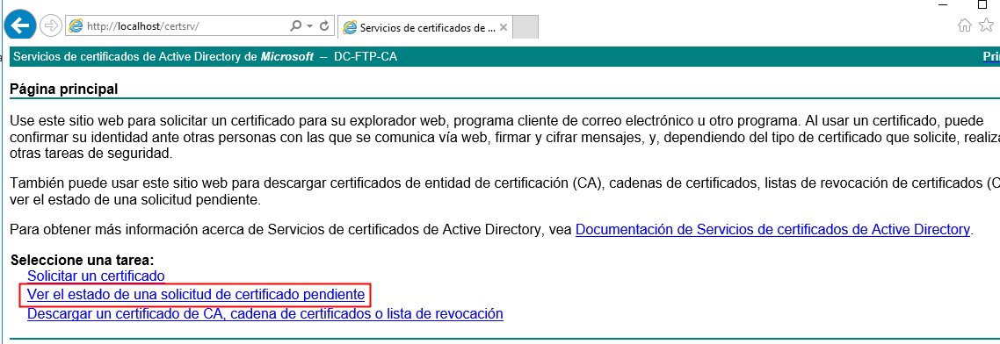 http://localhost/certsrv/
Servicios de certificados de ...
Servicios de certificados de Active Directory de Microsoft -- DC-FTP-CA
Página principal
Use este sitio web para solicitar un certificado para su explorador web, programa cliente de correo electrónico u otro programa. Al usar un certificado, puede
confirmar su identidad ante otras personas con las que se comunica vía web, firmar y cifrar mensajes, y, dependiendo del tipo de certificado que solicite, realiza
otras tareas de seguridad.
También puede usar este sitio web para descargar certificados de entidad de certificación (CA), cadenas de certificados, listas de revocación de certificados (C
ver el estado de una solicitud pendiente.
Para obtener más información acerca de Servicios de certificados de Active Directory, vea Documentación de Servicios de certificados de Active Directory.
Seleccione una tarea:
Solicitar un certificado
Ver el estado de una solicitud de certificado pendiente
Descargar un certificado de CA, cadena de certificados o lista de revocación